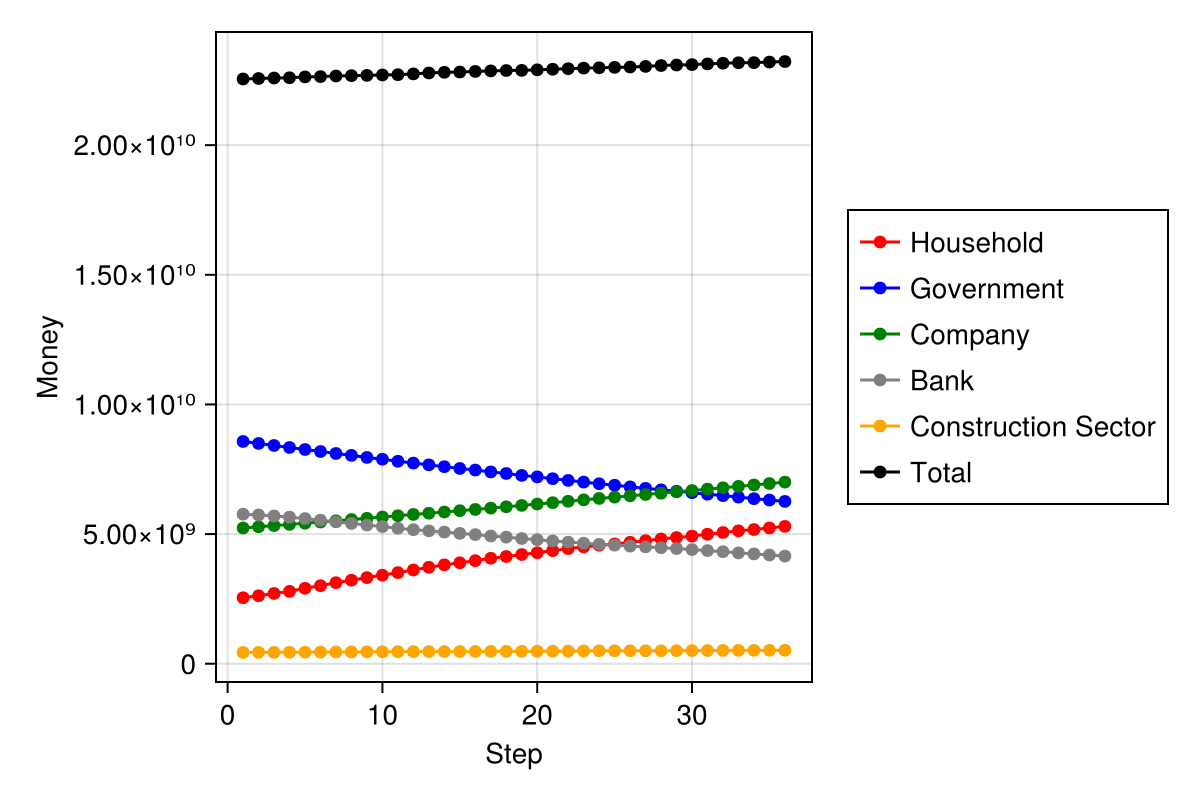 Money
2.00×10¹⁰
1.50×10¹⁰
1.00×10¹⁰
5.00×10⁹
0
0 10 20 30
Step
Household
Government
Company
Bank
Construction Sector
Total